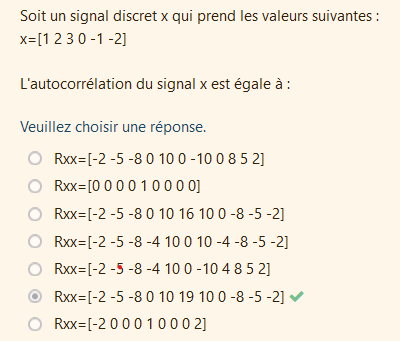 Soit un signal discret x qui prend les valeurs suivantes :
x=[1 2 3 0 -1 -2]
L'autocorrélation du signal x est égale à :
Veuillez choisir une réponse.
Rxx=[-2 -5 -8 0 10 0 -10 0 8 5 2]
Rxx=[0 0 0 0 1 0 0 0 0]
Rxx=[-2 -5 -8 0 10 16 10 0 -8 -5 -2]
Rxx=[-2 -5 -8 -4 10 0 10 -4 -8 -5 -2]
Rxx=[-2 -5 -8 -4 10 0 -10 4 8 5 2]
Rxx=[-2 -5 -8 0 10 19 10 0 -8 -5 -2]
Rxx=[-2 0 0 0 1 0 0 0 2]